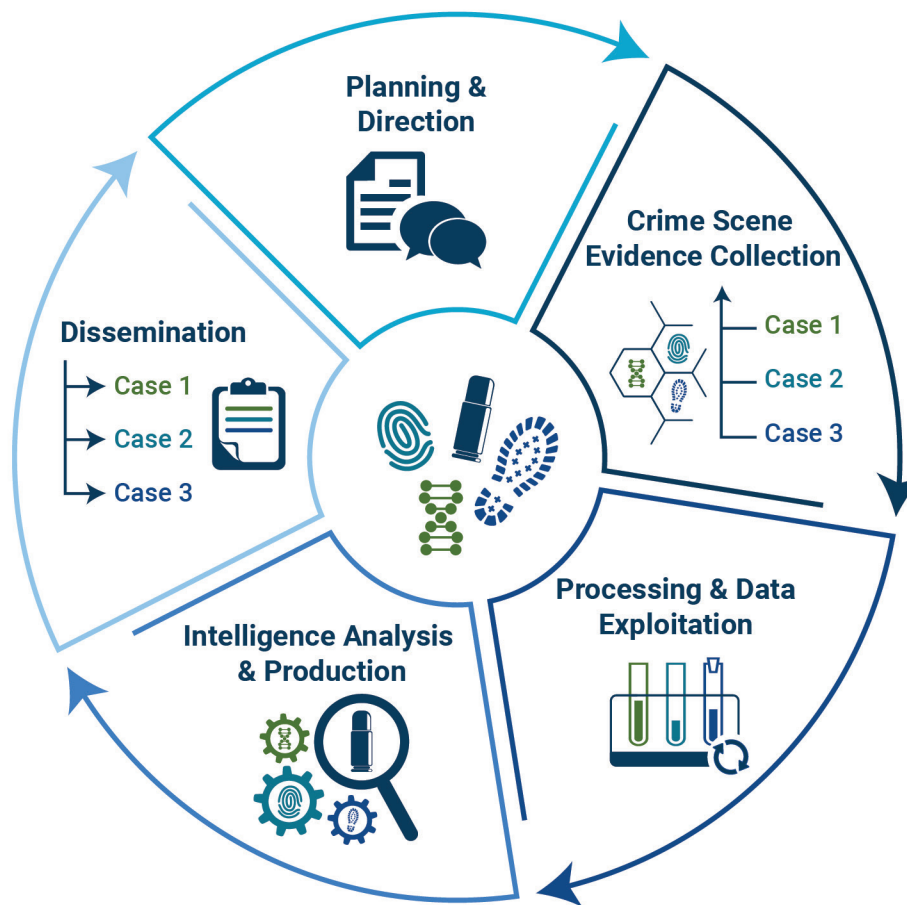 Planning &
Direction
Crime Scene
Evidence Collection
Case 1
Case 2
Case 3
Processing & Data
Exploitation
Intelligence Analysis
& Production
Dissemination
Case 1
Case 2
Case 3